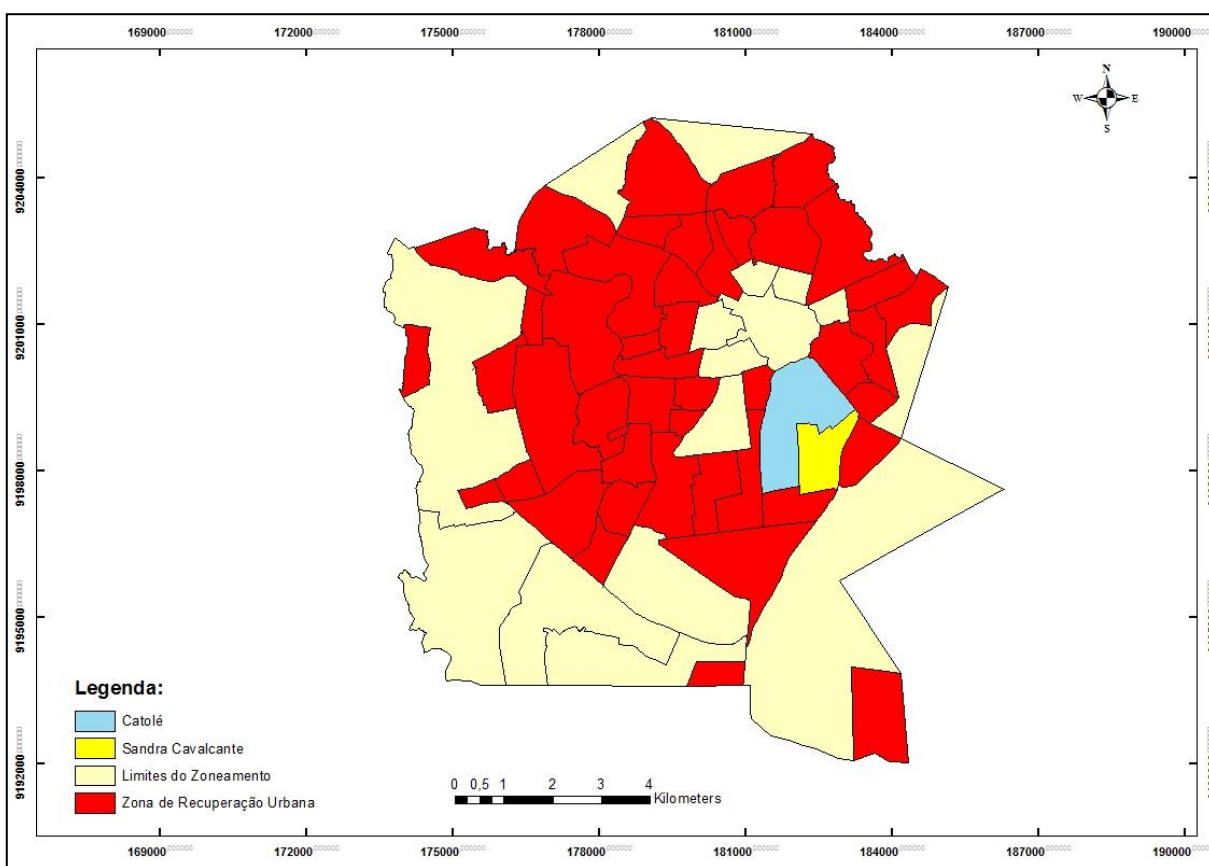 169000 172000 175000 178000 181000 184000 187000 190000
N
W E
S
9204000
9201000
9198000
9195000
9192000
Legenda:
Catolé
Sandra Cavalcante
Limites do Zoneamento
Zona de Recuperação Urbana
0 0,5 1 2 3 4
Kilometers
169000 172000 175000 178000 181000 184000 187000 190000